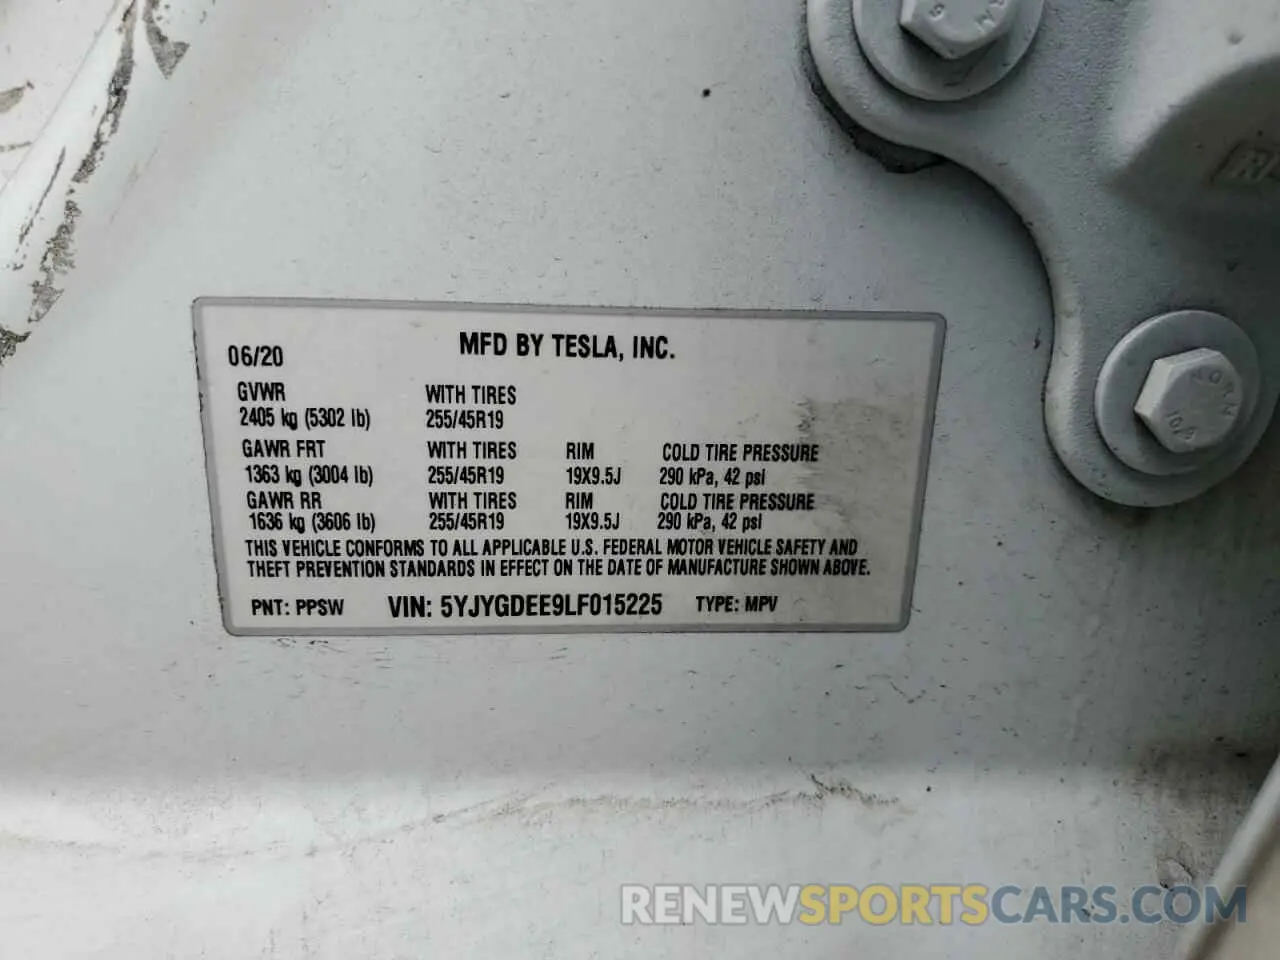 06/20
MFD BY TESLA, INC.
GVWR WITH TIRES
2405 kg (5302 lb) 255/45R19
GAWR FRT WITH TIRES RIM COLD TIRE PRESSURE
1363 kg (3004 lb) 255/45R19 19X9.5J 290 kPa, 42 psi
GAWR RR WITH TIRES RIM COLD TIRE PRESSURE
1636 kg (3606 lb) 255/45R19 19X9.5J 290 kPa, 42 psi
THIS VEHICLE CONFORMS TO ALL APPLICABLE U.S. FEDERAL MOTOR VEHICLE SAFETY AND
THEFT PREVENTION STANDARDS IN EFFECT ON THE DATE OF MANUFACTURE SHOWN ABOVE.
PNT: PPSW VIN: 5YJYGDEE9LF015225 TYPE: MPV
RENEWSPORTSCARS.COM